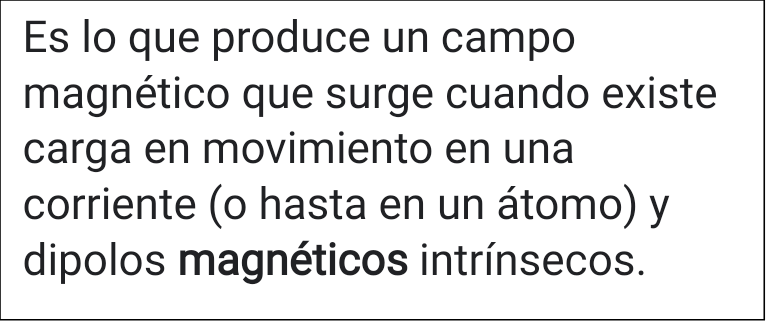 Es lo que produce un campo
magnético que surge cuando existe
carga en movimiento en una
corriente (o hasta en un átomo) y
dipolos magnéticos intrínsecos.